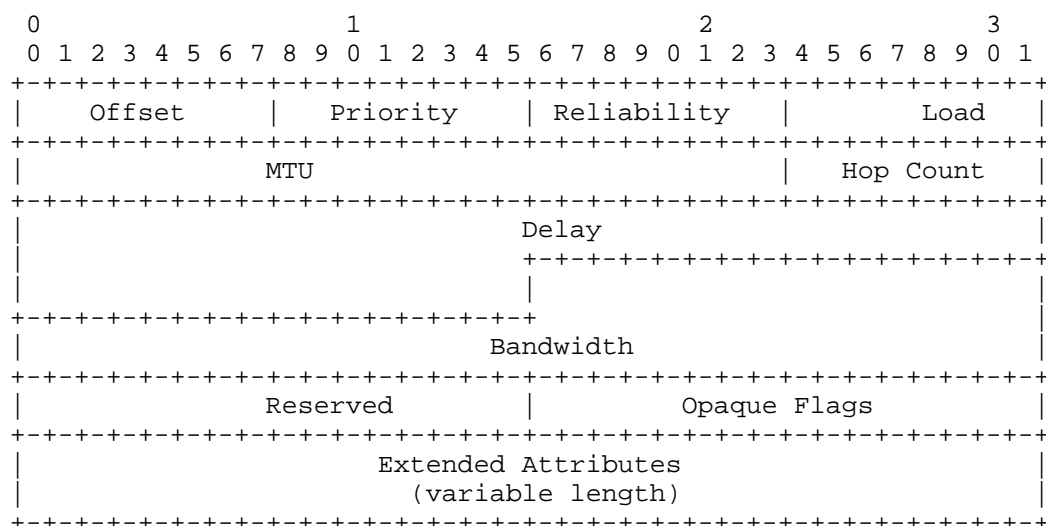 0                   1                   2                   3
 0 1 2 3 4 5 6 7 8 9 0 1 2 3 4 5 6 7 8 9 0 1 2 3 4 5 6 7 8 9 0 1
+-+-+-+-+-+-+-+-+-+-+-+-+-+-+-+-+-+-+-+-+-+-+-+-+-+-+-+-+-+-+-+-+
|    Offset     |   Priority    | Reliability   |        Load   |
+-+-+-+-+-+-+-+-+-+-+-+-+-+-+-+-+-+-+-+-+-+-+-+-+-+-+-+-+-+-+-+-+
|               MTU                             |   Hop Count   |
+-+-+-+-+-+-+-+-+-+-+-+-+-+-+-+-+-+-+-+-+-+-+-+-+-+-+-+-+-+-+-+-+
|                               Delay                           |
|                               +-+-+-+-+-+-+-+-+-+-+-+-+-+-+-+-+
|                               |                               |
+-+-+-+-+-+-+-+-+-+-+-+-+-+-+-+-+                               |
|                             Bandwidth                         |
+-+-+-+-+-+-+-+-+-+-+-+-+-+-+-+-+-+-+-+-+-+-+-+-+-+-+-+-+-+-+-+-+
|               Reserved        |         Opaque Flags          |
+-+-+-+-+-+-+-+-+-+-+-+-+-+-+-+-+-+-+-+-+-+-+-+-+-+-+-+-+-+-+-+-+
|                      Extended Attributes                      |
|                        (variable length)                      |
+-+-+-+-+-+-+-+-+-+-+-+-+-+-+-+-+-+-+-+-+-+-+-+-+-+-+-+-+-+-+-+-+